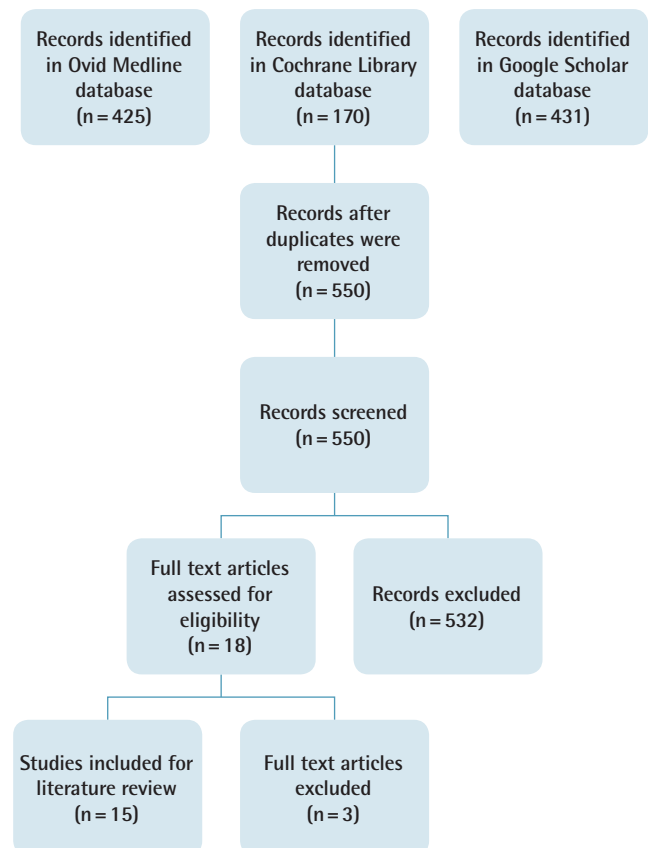 Records identified
in Ovid Medline
database
(n = 425)
Records identified
in Cochrane Library
database
(n = 170)
Records identified
in Google Scholar
database
(n = 431)
Records after
duplicates were
removed
(n = 550)
Records screened
(n = 550)
Full text articles
assessed for
eligibility
(n = 18)
Records excluded
(n = 532)
Studies included for
literature review
(n = 15)
Full text articles
excluded
(n = 3)